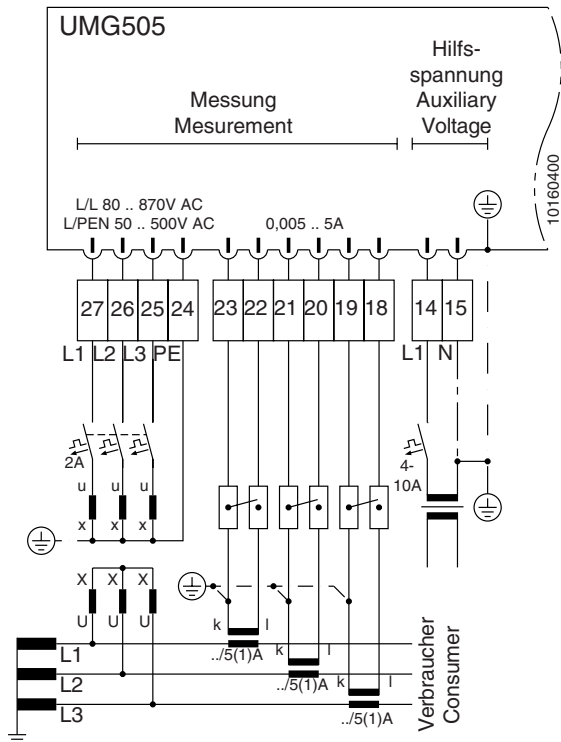 UMG505
Hilfs-
spannung
Auxiliary
Voltage
Messung
Mesurement
10160400
L/L 80 .. 870V AC
L/PEN 50 .. 500V AC
0,005 .. 5A
27 26 25 24 23 22 21 20 19 18 14 15
L1 L2 L3 PE L1 N
2A
4-
10A
u u u
x x x
X X X
U U U
k l
../5(1)A
k l
../5(1)A
k l
../5(1)A
L1
L2
L3
Verbraucher
Consumer